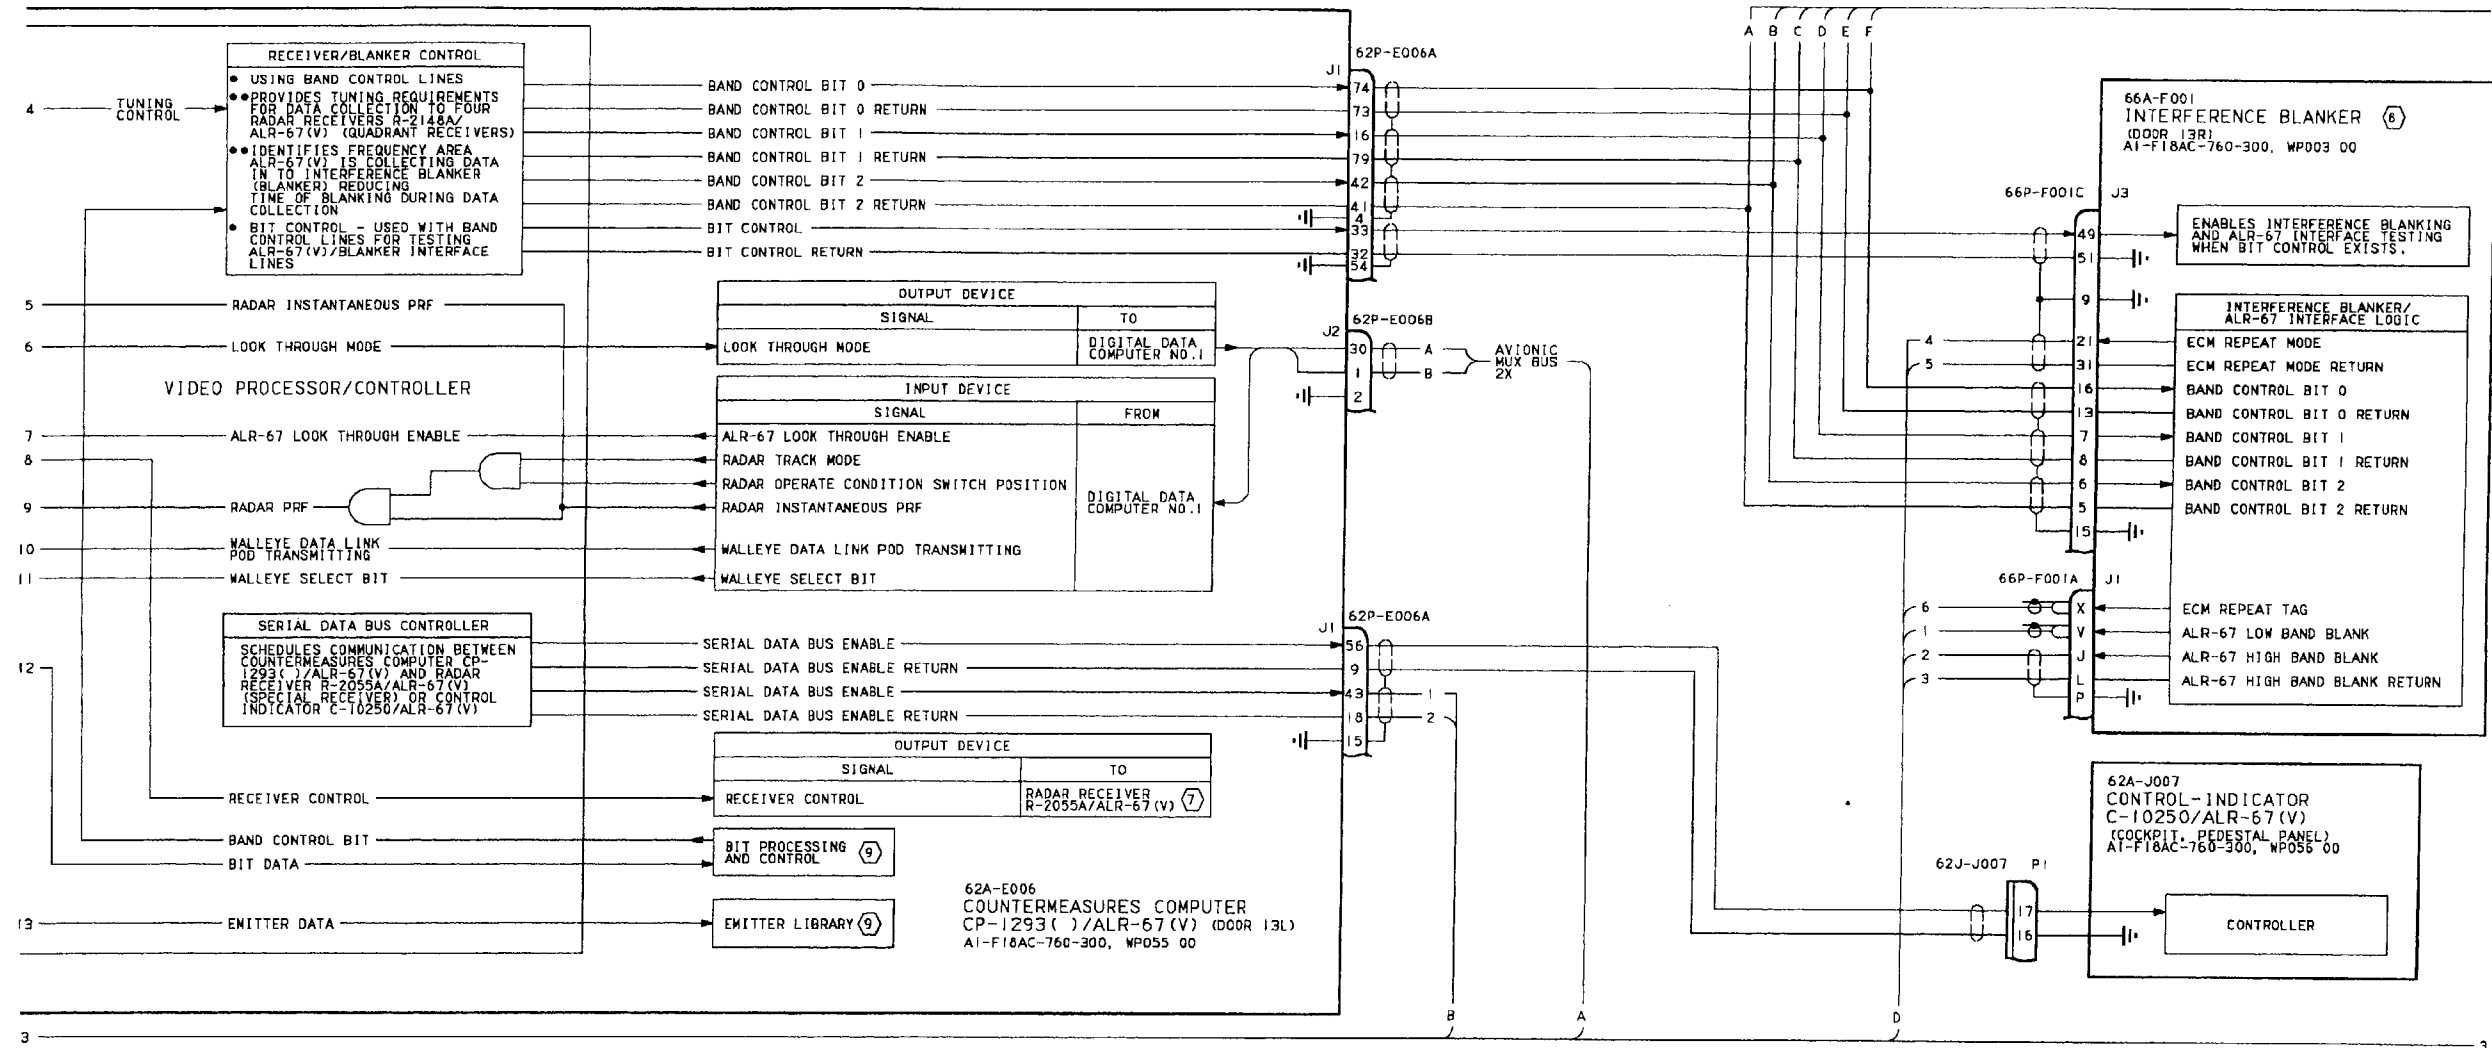 A B C D E F
RECEIVER/BLANKER CONTROL
• USING BAND CONTROL LINES
••PROVIDES TUNING REQUIREMENTS
FOR DATA COLLECTION TO FOUR
RADAR RECEIVERS R-2148A/
ALR-67(V) (QUADRANT RECEIVERS)
••IDENTIFIES FREQUENCY AREA
ALR-67(V) IS COLLECTING DATA
IN TO INTERFERENCE BLANKER
(BLANKER) REDUCING
TIME OF BLANKING DURING DATA
COLLECTION
• BIT CONTROL - USED WITH BAND
CONTROL LINES FOR TESTING
ALR-67(V)/BLANKER INTERFACE
LINES
4 TUNING
CONTROL
BAND CONTROL BIT 0
BAND CONTROL BIT 0 RETURN
BAND CONTROL BIT 1
BAND CONTROL BIT 1 RETURN
BAND CONTROL BIT 2
BAND CONTROL BIT 2 RETURN
BIT CONTROL
BIT CONTROL RETURN
62P-E006A
J1
74
73
16
79
42
41
4
33
32
54
5 RADAR INSTANTANEOUS PRF
6 LOOK THROUGH MODE
OUTPUT DEVICE
SIGNAL TO
LOOK THROUGH MODE DIGITAL DATA
COMPUTER NO.1
62P-E006B
J2
30 A
1 B
2
AVIONIC
MUX BUS
2X
VIDEO PROCESSOR/CONTROLLER
INPUT DEVICE
SIGNAL FROM
7 ALR-67 LOOK THROUGH ENABLE
ALR-67 LOOK THROUGH ENABLE
8
RADAR TRACK MODE
RADAR OPERATE CONDITION SWITCH POSITION
9 RADAR PRF
RADAR INSTANTANEOUS PRF
DIGITAL DATA
COMPUTER NO.1
10 WALLEYE DATA LINK
POD TRANSMITTING
WALLEYE DATA LINK POD TRANSMITTING
11 WALLEYE SELECT BIT
WALLEYE SELECT BIT
SERIAL DATA BUS CONTROLLER
SCHEDULES COMMUNICATION BETWEEN
COUNTERMEASURES COMPUTER CP-
1293( )/ALR-67(V) AND RADAR
RECEIVER R-2055A/ALR-67(V)
(SPECIAL RECEIVER) OR CONTROL
INDICATOR C-10250/ALR-67(V)
12
SERIAL DATA BUS ENABLE
SERIAL DATA BUS ENABLE RETURN
SERIAL DATA BUS ENABLE
SERIAL DATA BUS ENABLE RETURN
62P-E006A
J1
56
9
43 1
18 2
15
OUTPUT DEVICE
SIGNAL TO
RECEIVER CONTROL
RECEIVER CONTROL RADAR RECEIVER
R-2055A/ALR-67(V) 7
BAND CONTROL BIT
BIT DATA
BIT PROCESSING
AND CONTROL 9
13 EMITTER DATA
EMITTER LIBRARY 9
62A-E006
COUNTERMEASURES COMPUTER
CP-1293( )/ALR-67(V) (DOOR 13L)
A1-F18AC-760-300, WP055 00
66A-F001
INTERFERENCE BLANKER 8
(DOOR 13R)
A1-F18AC-760-300, WP003 00
66P-F001C J3
49
51
9
ENABLES INTERFERENCE BLANKING
AND ALR-67 INTERFACE TESTING
WHEN BIT CONTROL EXISTS.
INTERFERENCE BLANKER/
ALR-67 INTERFACE LOGIC
4 21 ECM REPEAT MODE
5 31 ECM REPEAT MODE RETURN
16 BAND CONTROL BIT 0
13 BAND CONTROL BIT 0 RETURN
7 BAND CONTROL BIT 1
8 BAND CONTROL BIT 1 RETURN
6 BAND CONTROL BIT 2
5 BAND CONTROL BIT 2 RETURN
15
66P-F001A J1
6 X ECM REPEAT TAG
1 V ALR-67 LOW BAND BLANK
2 J ALR-67 HIGH BAND BLANK
3 L ALR-67 HIGH BAND BLANK RETURN
P
62A-J007
CONTROL-INDICATOR
C-10250/ALR-67(V)
(COCKPIT, PEDESTAL PANEL)
A1-F18AC-760-300, WP056 00
62J-J007 P1
17
16
CONTROLLER
B A D
3 3